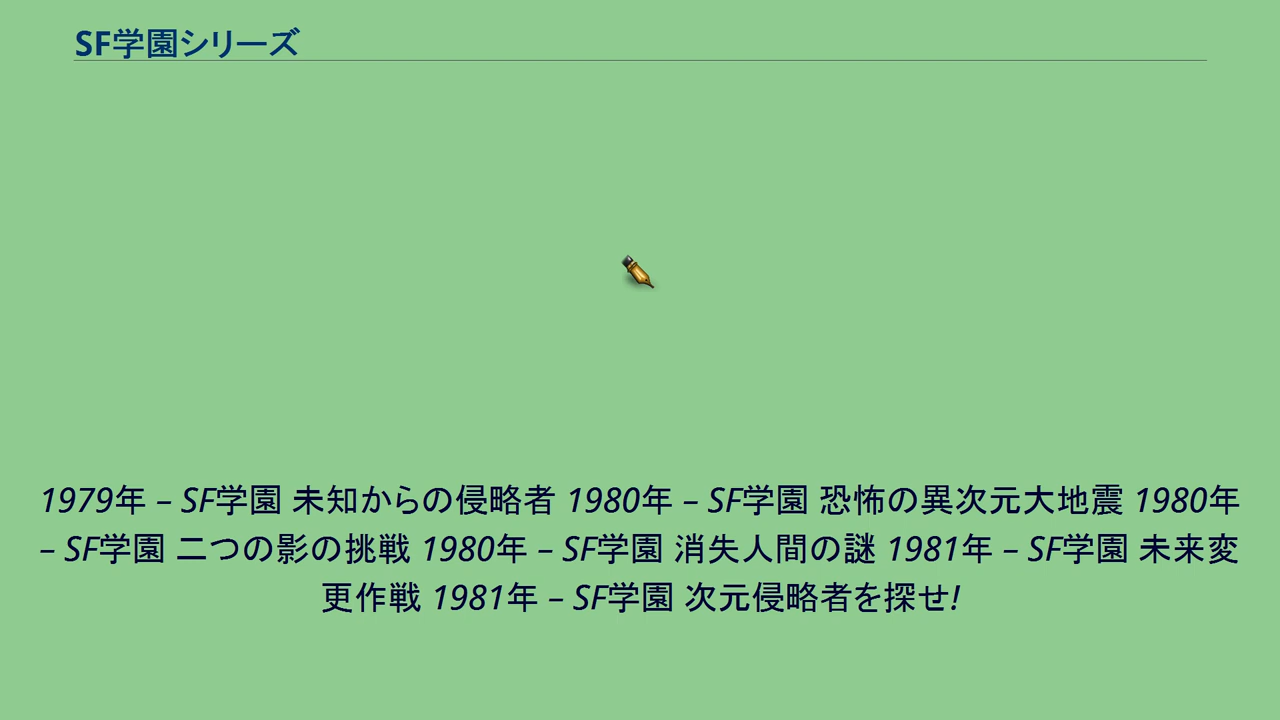 SF学園シリーズ
1979年 – SF学園 未知からの侵略者 1980年 – SF学園 恐怖の異次元大地震 1980年
– SF学園 二つの影の挑戦 1980年 – SF学園 消失人間の謎 1981年 – SF学園 未来変
更作戦 1981年 – SF学園 次元侵略者を探せ!